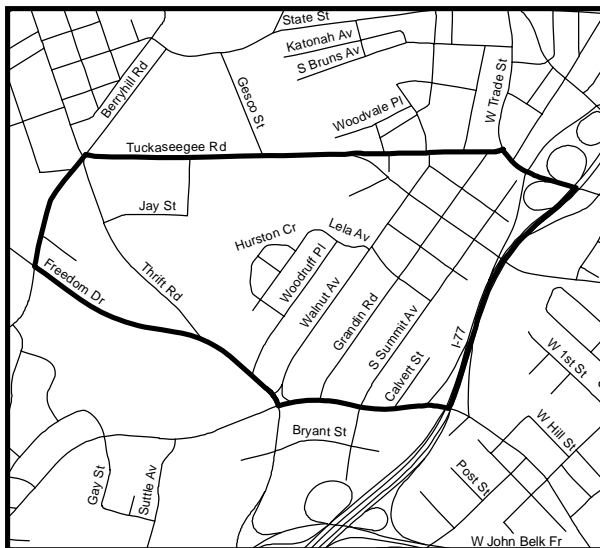 State St
Katonah Av
S Bruns Av
Berryhill Rd
Gesco St
W Trade St
Woodvale Pl
Tuckaseegee Rd
Jay St
Hurston Cr
Lela Av
Woodruff Pl
Freedom Dr
Thrift Rd
Walnut Av
Grandin Rd
S Summit Av
I-77
Calvert St
W 1st St
W Hill St
Bryant St
Gay St
Suttle Av
Post St
W John Belk Fr